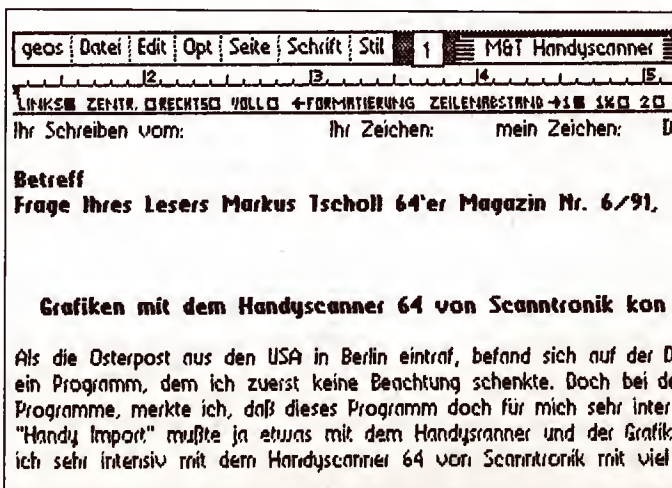 geos Datei Edit Opt Seite Schrift Stil 1 M&T Handyscanner
2 3 4 5
LINKS ZENTR. RECHTS VOLL ←FORMATIERUNG ZEILENABSTAND →1 1½ 2
Ihr Schreiben vom: Ihr Zeichen: mein Zeichen: D
Betreff
Frage Ihres Lesers Markus Tscholl 64'er Magazin Nr. 6/91,
Grafiken mit dem Handyscanner 64 von Scanntronik kon
Als die Osterpost aus den USA in Berlin eintraf, befand sich auf der D
ein Programm, dem ich zuerst keine Beachtung schenkte. Doch bei de
Programme, merkte ich, daß dieses Programm doch für mich sehr inter
"Handy Import" mußte ja etwas mit dem Handyscanner und der Grafik
ich sehr intensiv mit dem Handyscanner 64 von Scanntronik mit viel